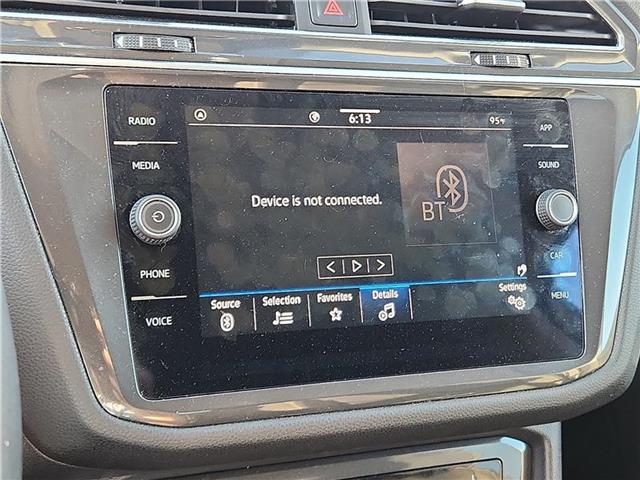 RADIO
MEDIA
PHONE
VOICE
6:13
95°F
Device is not connected.
BT
Source
Selection
Favorites
Details
Settings
APP
SOUND
CAR
MENU